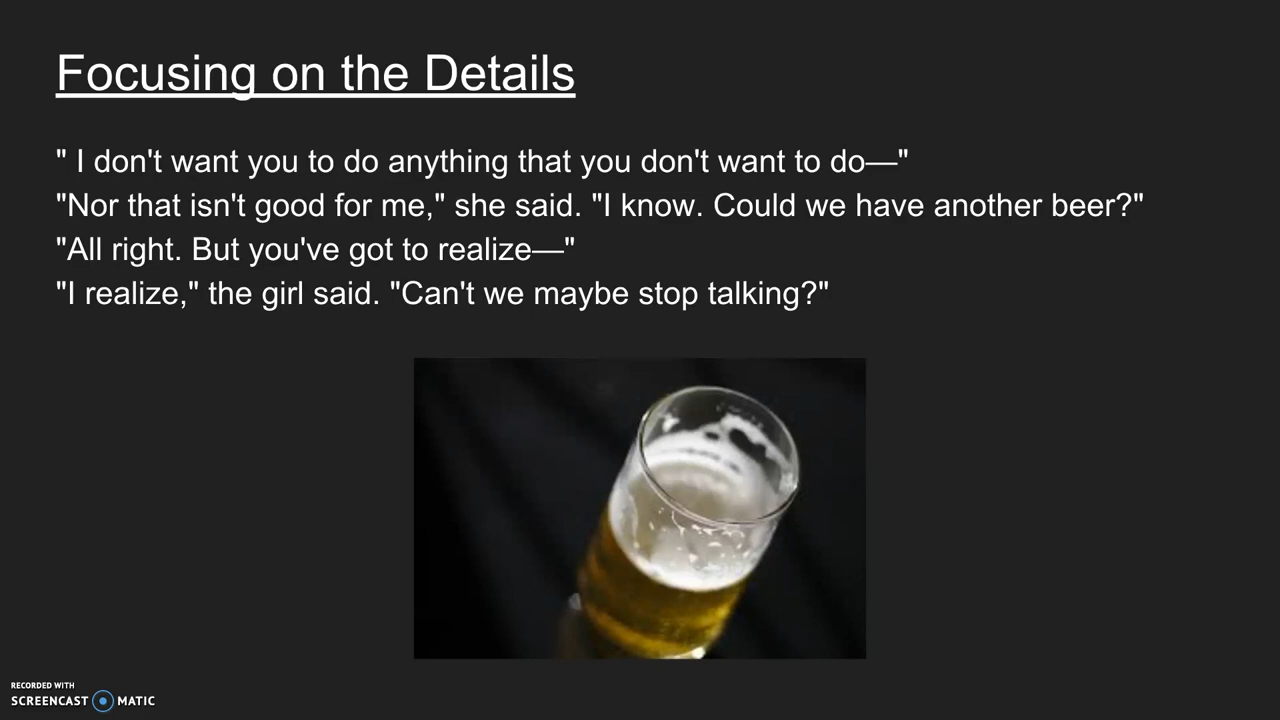 Focusing on the Details
" I don't want you to do anything that you don't want to do—"
"Nor that isn't good for me," she said. "I know. Could we have another beer?"
"All right. But you've got to realize—"
"I realize," the girl said. "Can't we maybe stop talking?"
RECORDED WITH
SCREENCAST MATIC